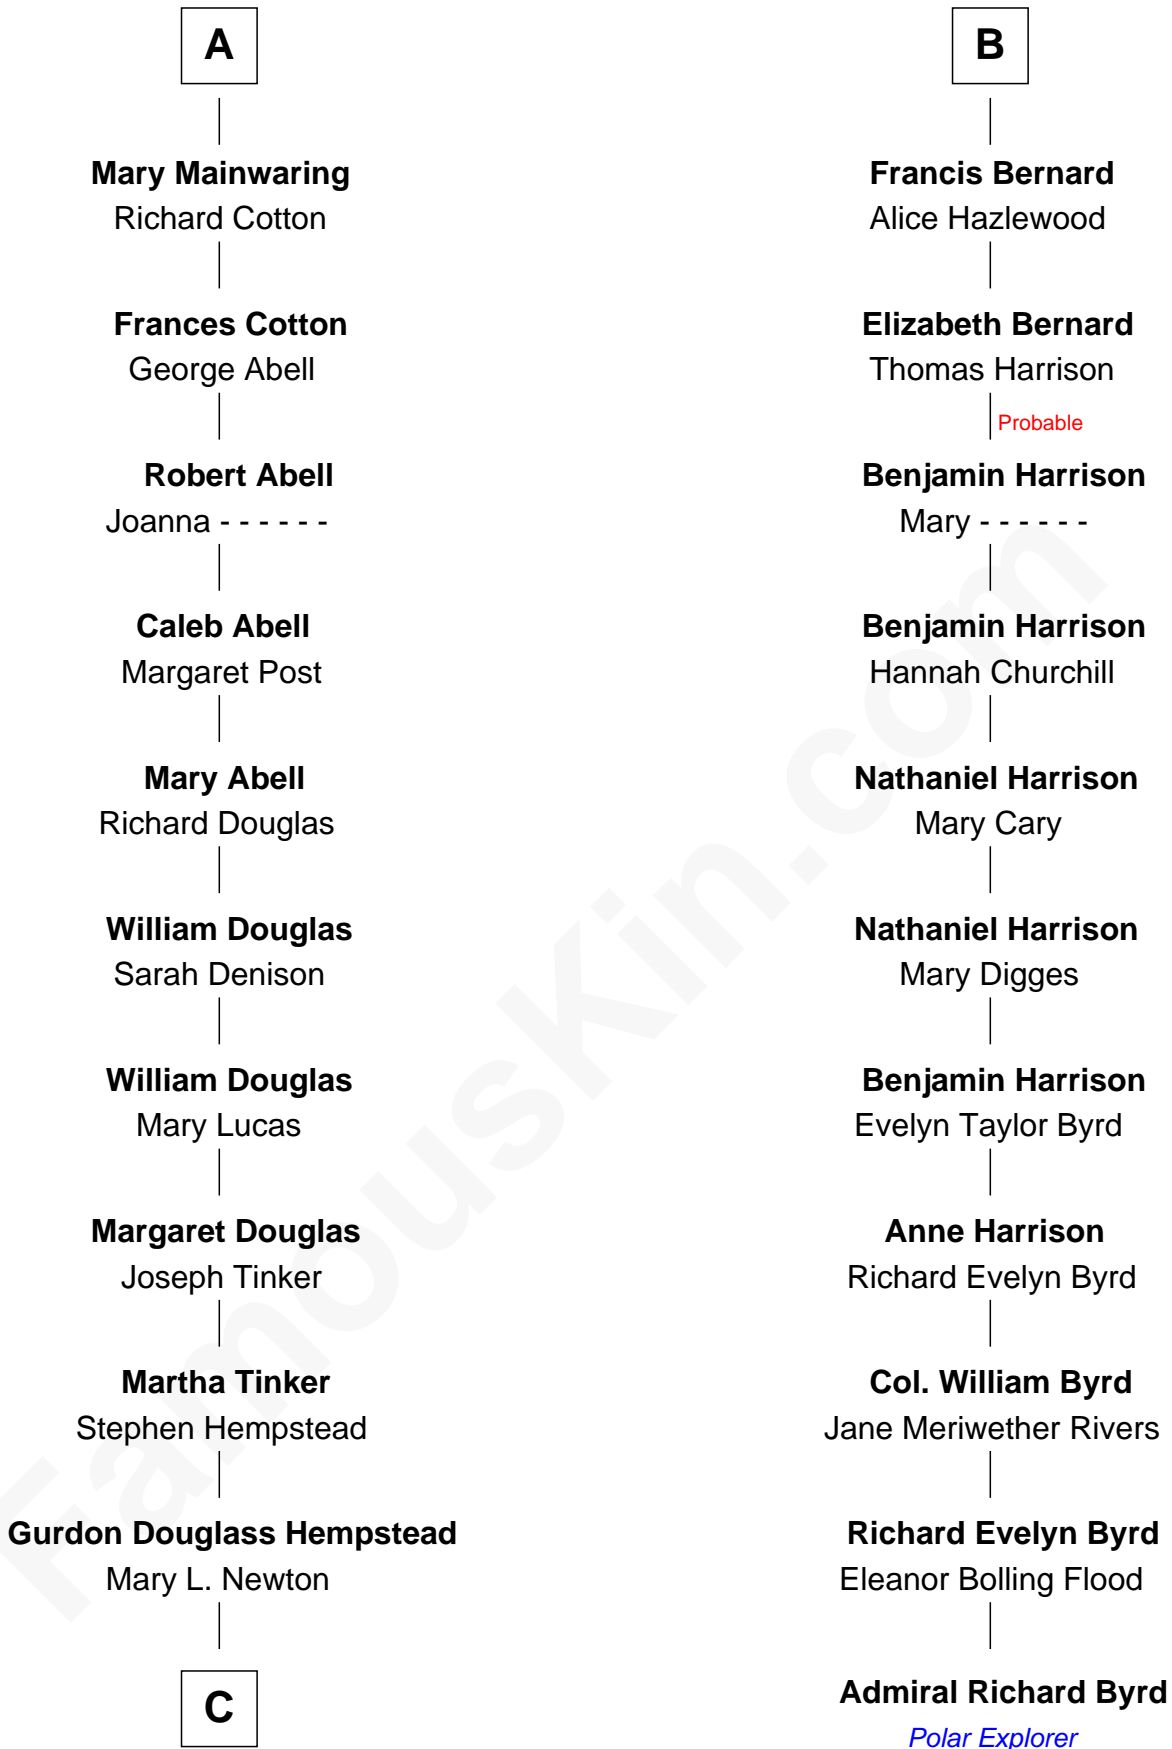 A
Mary Mainwaring
Richard Cotton
Frances Cotton
George Abell
Robert Abell
Joanna - - - - - -
Caleb Abell
Margaret Post
Mary Abell
Richard Douglas
William Douglas
Sarah Denison
William Douglas
Mary Lucas
Margaret Douglas
Joseph Tinker
Martha Tinker
Stephen Hempstead
Gurdon Douglass Hempstead
Mary L. Newton
C
B
Francis Bernard
Alice Hazlewood
Elizabeth Bernard
Thomas Harrison
Probable
Benjamin Harrison
Mary - - - - - -
Benjamin Harrison
Hannah Churchill
Nathaniel Harrison
Mary Cary
Nathaniel Harrison
Mary Digges
Benjamin Harrison
Evelyn Taylor Byrd
Anne Harrison
Richard Evelyn Byrd
Col. William Byrd
Jane Meriwether Rivers
Richard Evelyn Byrd
Eleanor Bolling Flood
Admiral Richard Byrd
Polar Explorer
FamousKin.com